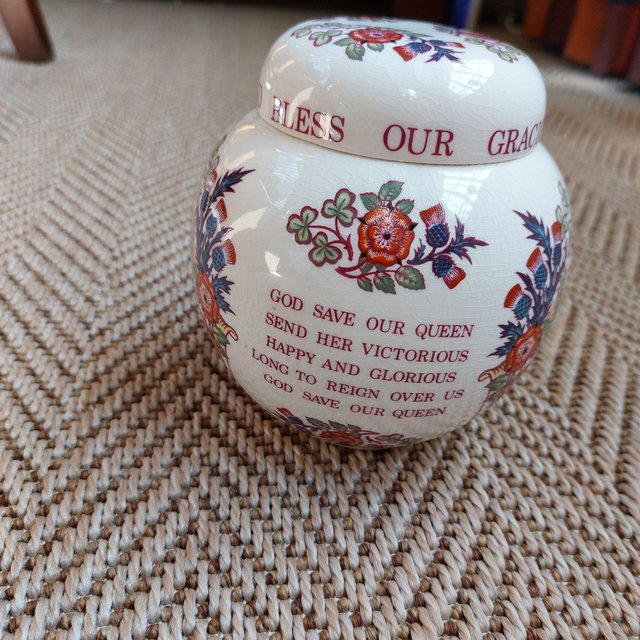 BLESS OUR
GOD SAVE OUR QUEEN
SEND HER VICTORIOUS
HAPPY AND GLORIOUS
LONG TO REIGN OVER US
GOD SAVE OUR QUEEN